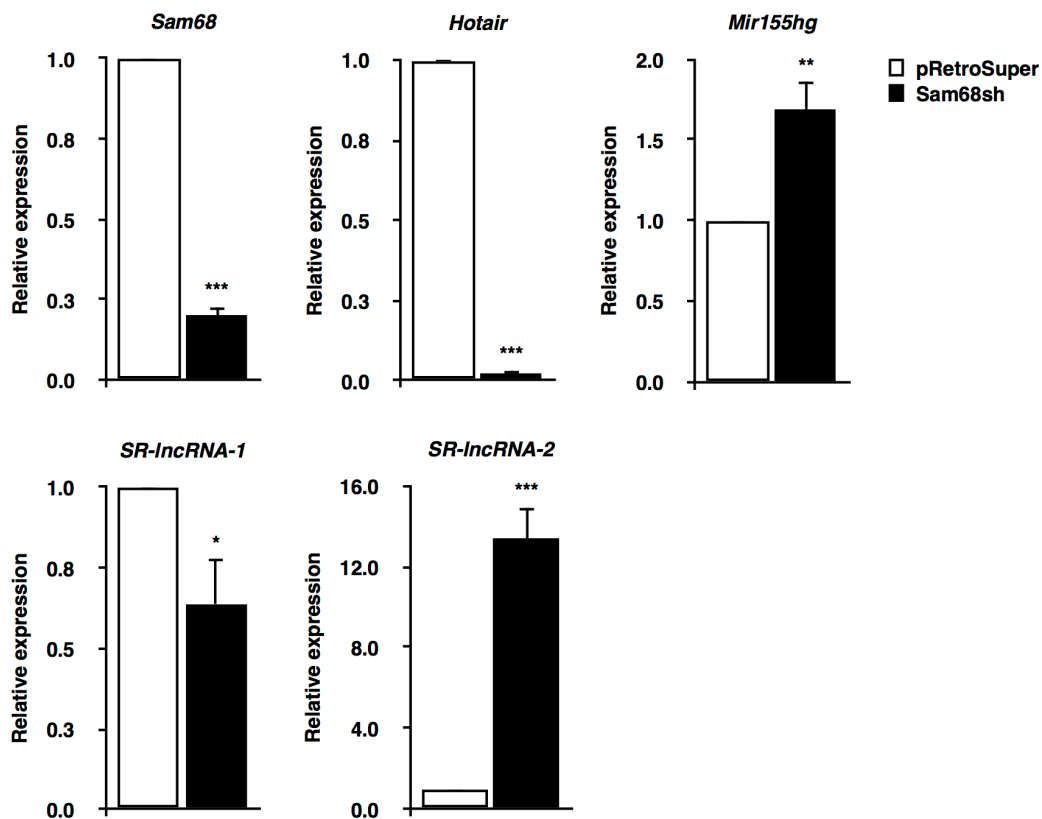 Sam68
Hotair
Mir155hg
pRetroSuper
Sam68sh
Relative expression
1.0
0.8
0.5
0.3
0.0
***
Relative expression
1.0
0.8
0.5
0.3
0.0
***
Relative expression
2.0
1.5
1.0
0.5
0.0
**
SR-lncRNA-1
SR-lncRNA-2
Relative expression
1.0
0.8
0.5
0.3
0.0
*
Relative expression
16.0
12.0
8.0
4.0
0.0
***